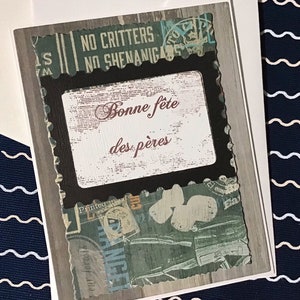 NO CRITTERS
NO SHENANIGA
Bonne fête
des pères